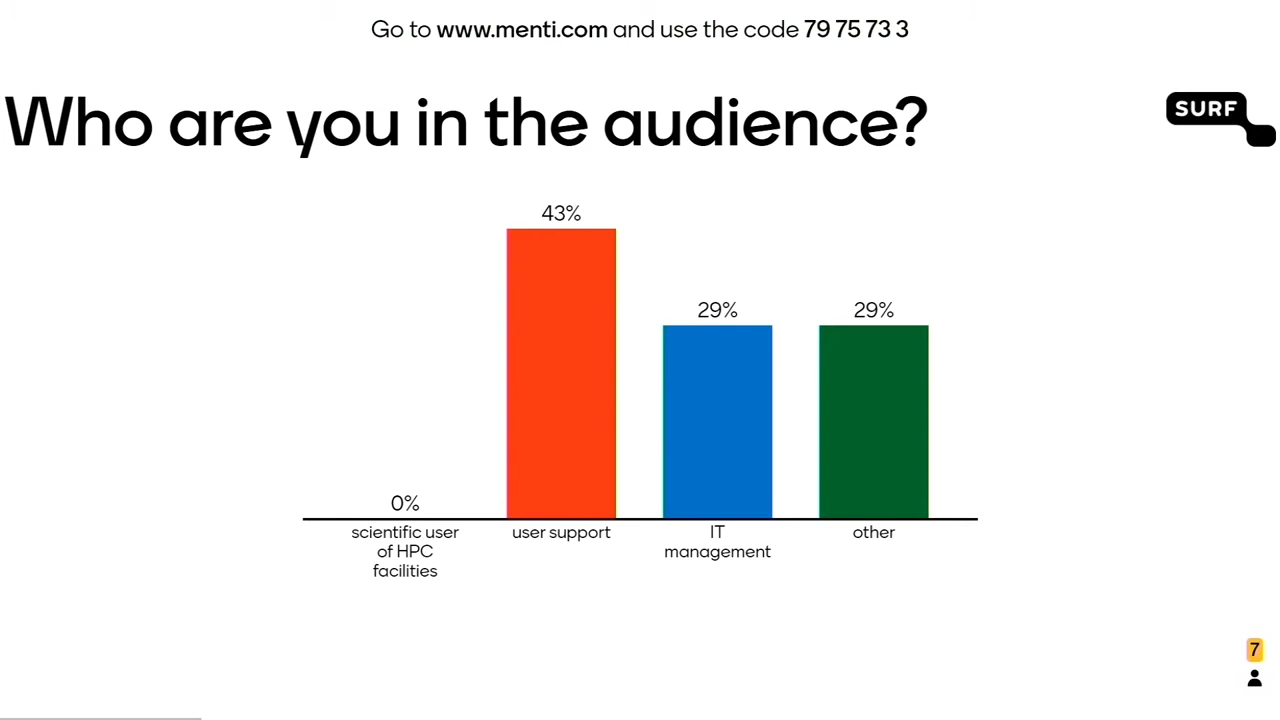 Go to www.menti.com and use the code 79 75 73 3
Who are you in the audience?
SURF
43%
29%
29%
0%
scientific user
of HPC
facilities
user support
IT
management
other
7